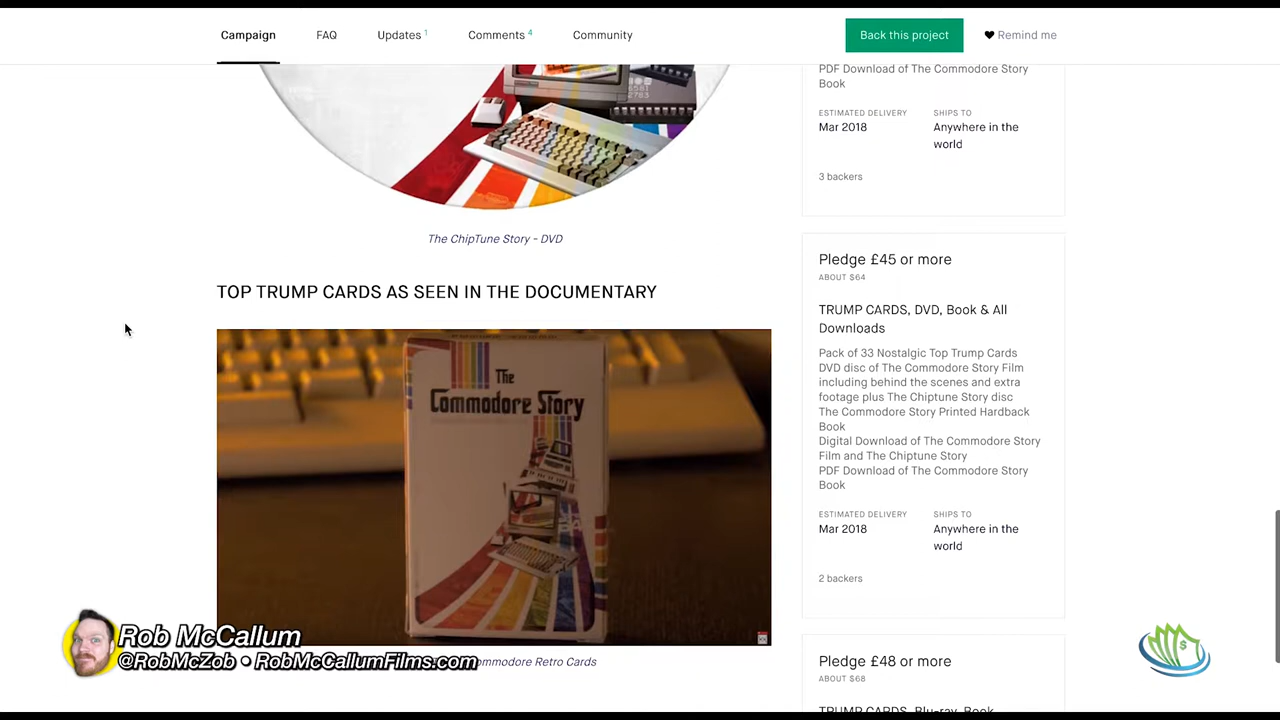 Campaign
FAQ
Updates 1
Comments 4
Community
Back this project
Remind me
The ChipTune Story - DVD
TOP TRUMP CARDS AS SEEN IN THE DOCUMENTARY
The
Commodore Story
ommodore Retro Cards
PDF Download of The Commodore Story
Book
ESTIMATED DELIVERY
SHIPS TO
Mar 2018
Anywhere in the
world
3 backers
Pledge £45 or more
ABOUT $64
TRUMP CARDS, DVD, Book & All
Downloads
Pack of 33 Nostalgic Top Trump Cards
DVD disc of The Commodore Story Film
including behind the scenes and extra
footage plus The Chiptune Story disc
The Commodore Story Printed Hardback
Book
Digital Download of The Commodore Story
Film and The Chiptune Story
PDF Download of The Commodore Story
Book
ESTIMATED DELIVERY
SHIPS TO
Mar 2018
Anywhere in the
world
2 backers
Pledge £48 or more
ABOUT $68
TRUMP CARDS, Blu-ray, Book
Rob McCallum
@RobMcZob • RobMcCallumFilms.com
$